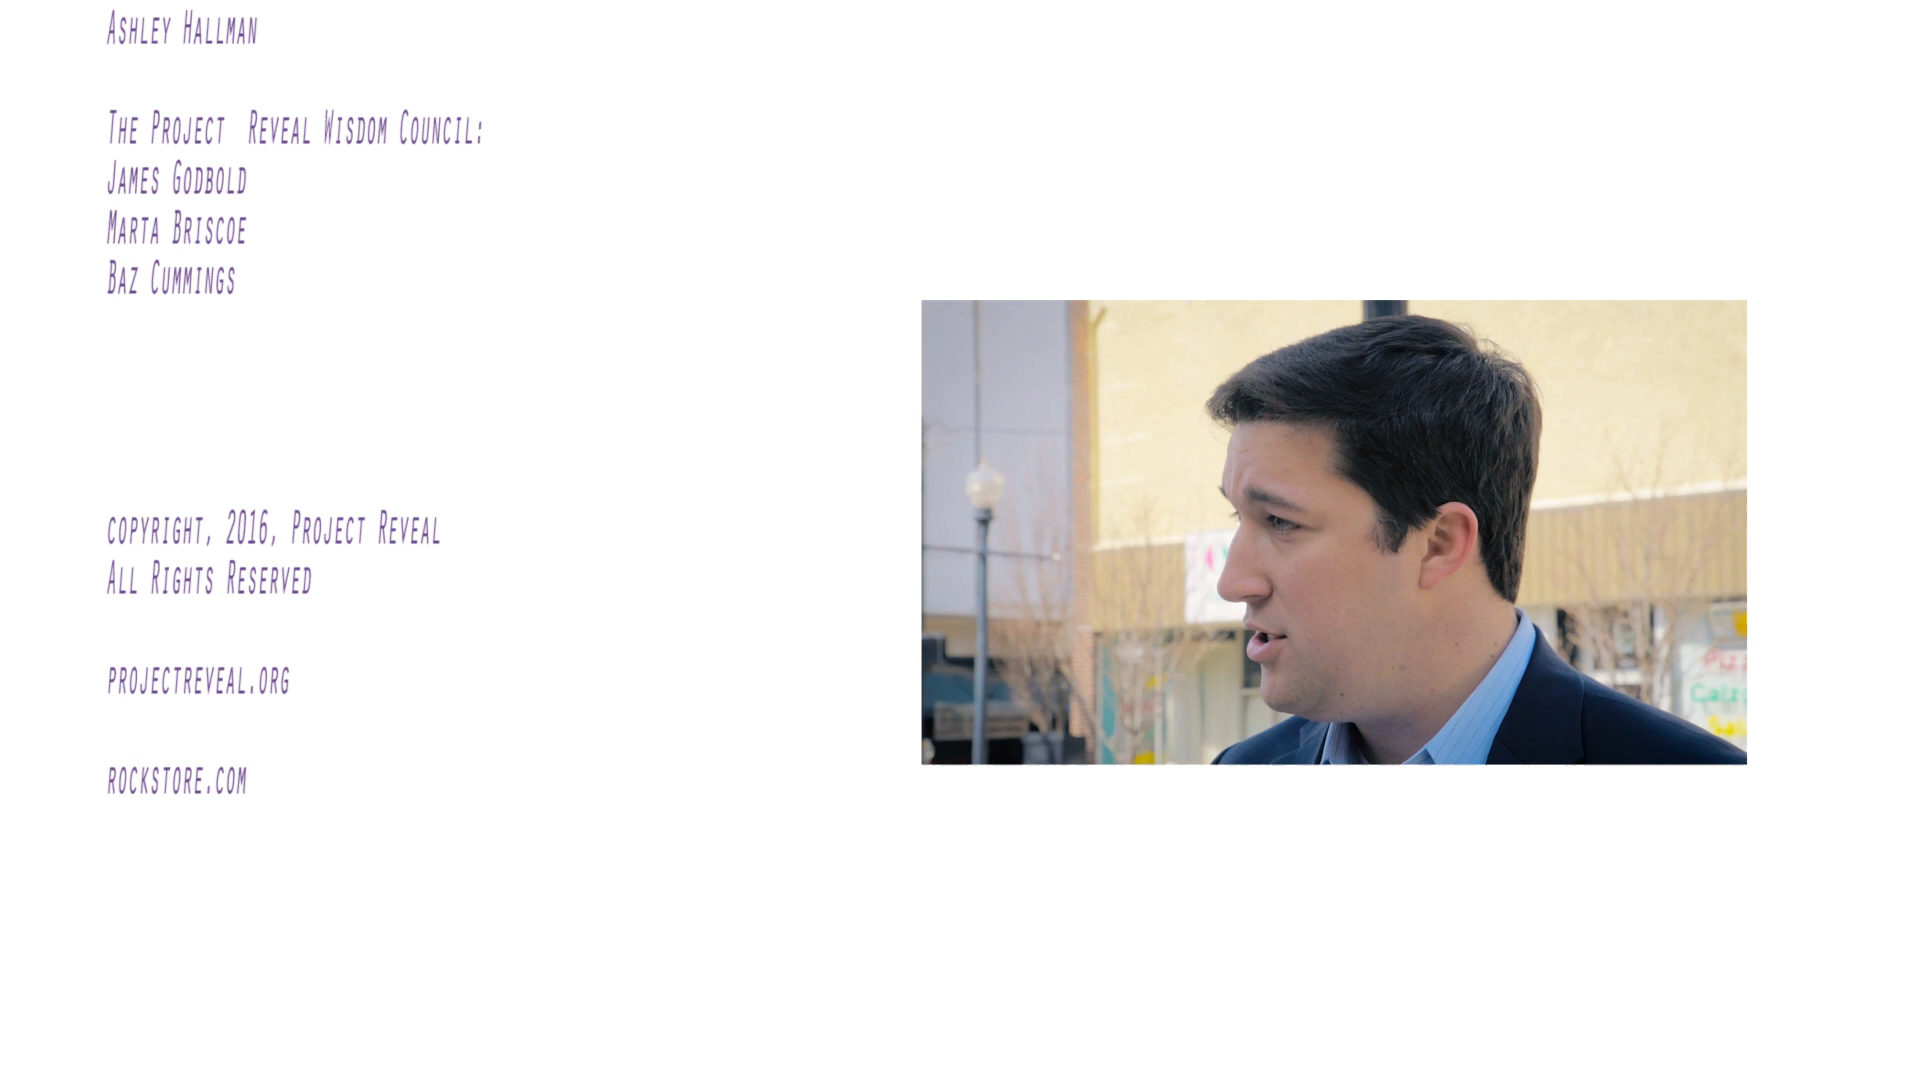 Ashley Hallman
The Project Reveal Wisdom Council:
James Godbold
Marta Briscoe
Baz Cummings
copyright, 2016, Project Reveal
All Rights Reserved
projectreveal.org
rockstore.com